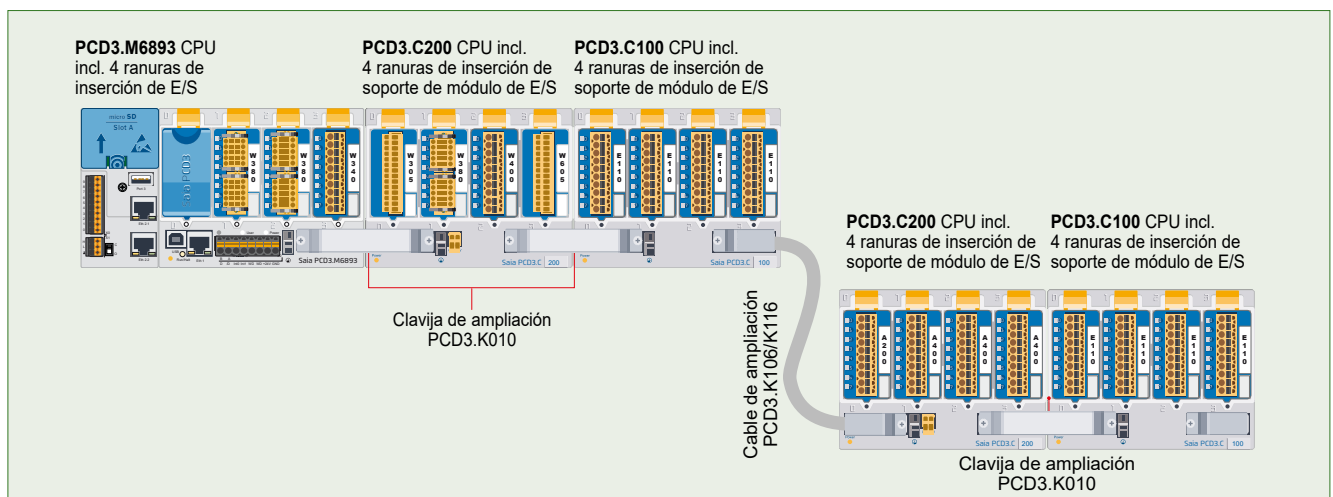 PCD3.M6893 CPU
incl. 4 ranuras de
inserción de E/S
PCD3.C200 CPU incl.
4 ranuras de inserción de
soporte de módulo de E/S
PCD3.C100 CPU incl.
4 ranuras de inserción de
soporte de módulo de E/S
micro SD
Slot A
Saia PCD3
W380
W380
W340
W305
W380
W400
W605
E110
E110
E110
E110
Saia PCD3.M6893
Power
Saia PCD3.C 200
Power
Saia PCD3.C 100
Clavija de ampliación
PCD3.K010
Cable de ampliación
PCD3.K106/K116
PCD3.C200 CPU incl.
4 ranuras de inserción de
soporte de módulo de E/S
PCD3.C100 CPU incl.
4 ranuras de inserción de
soporte de módulo de E/S
A200
A400
A400
A400
E110
E110
E110
E110
Saia PCD3.C 200
Saia PCD3.C 100
Clavija de ampliación
PCD3.K010